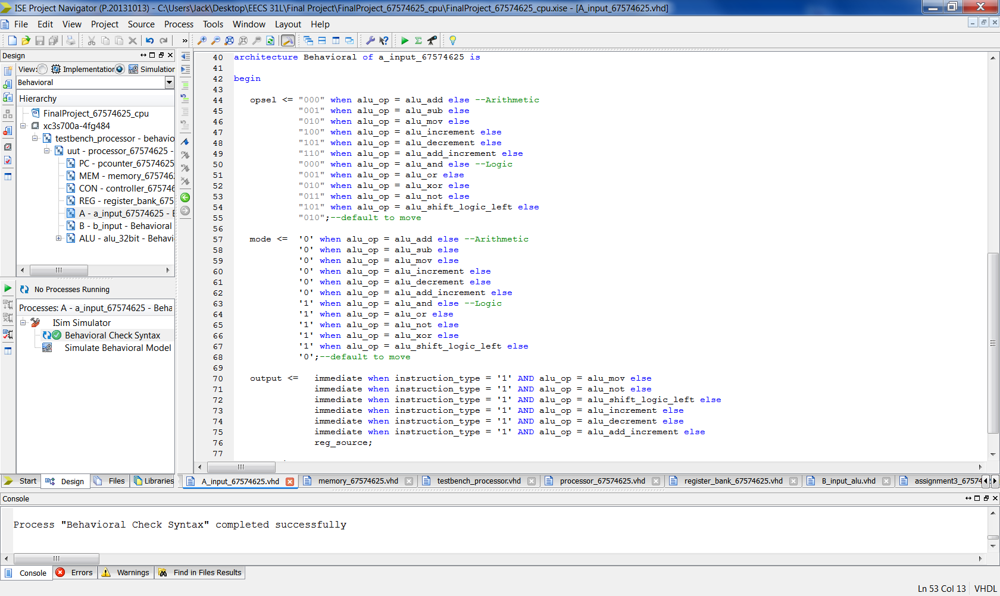 ISE Project Navigator (P.20131013) - C:\Users\Jack\Desktop\EECS 31L\Final Project\FinalProject_67574625_cpu\FinalProject_67574625_cpu.xise - [A_input_67574625.vhd]
File Edit View Project Source Process Tools Window Layout Help
Design
View: Implementation Simulation
Behavioral
Hierarchy
FinalProject_67574625_cpu
xc3s700a-4fg484
testbench_processor - behavio
uut - processor_67574625 -
PC - pcounter_67574625
MEM - memory_6757462
CON - controller_67574
REG - register_bank_675
A - a_input_67574625 - B
B - b_input - Behavioral
ALU - alu_32bit - Behavi
No Processes Running
Processes: A - a_input_67574625 - Beha
ISim Simulator
Behavioral Check Syntax
Simulate Behavioral Model
Start Design Files Libraries
40 architecture Behavioral of a_input_67574625 is
41
42 begin
43
44 opsel <= "000" when alu_op = alu_add else --Arithmetic
45 "001" when alu_op = alu_sub else
46 "010" when alu_op = alu_mov else
47 "100" when alu_op = alu_increment else
48 "101" when alu_op = alu_decrement else
49 "110" when alu_op = alu_add_increment else
50 "000" when alu_op = alu_and else --Logic
51 "001" when alu_op = alu_or else
52 "010" when alu_op = alu_xor else
53 "011" when alu_op = alu_not else
54 "101" when alu_op = alu_shift_logic_left else
55 "010";--default to move
56
57 mode <= '0' when alu_op = alu_add else --Arithmetic
58 '0' when alu_op = alu_sub else
59 '0' when alu_op = alu_mov else
60 '0' when alu_op = alu_increment else
61 '0' when alu_op = alu_decrement else
62 '0' when alu_op = alu_add_increment else
63 '1' when alu_op = alu_and else --Logic
64 '1' when alu_op = alu_or else
65 '1' when alu_op = alu_not else
66 '1' when alu_op = alu_xor else
67 '1' when alu_op = alu_shift_logic_left else
68 '0';--default to move
69
70 output <= immediate when instruction_type = '1' AND alu_op = alu_mov else
71 immediate when instruction_type = '1' AND alu_op = alu_not else
72 immediate when instruction_type = '1' AND alu_op = alu_shift_logic_left else
73 immediate when instruction_type = '1' AND alu_op = alu_increment else
74 immediate when instruction_type = '1' AND alu_op = alu_decrement else
75 immediate when instruction_type = '1' AND alu_op = alu_add_increment else
76 reg_source;
77
A_input_67574625.vhd memory_67574625.vhd testbench_processor.vhd processor_67574625.vhd register_bank_67574625.vhd B_input_alu.vhd assignment3_67574
Console
Process "Behavioral Check Syntax" completed successfully
Console Errors Warnings Find in Files Results
Ln 53 Col 13 VHDL